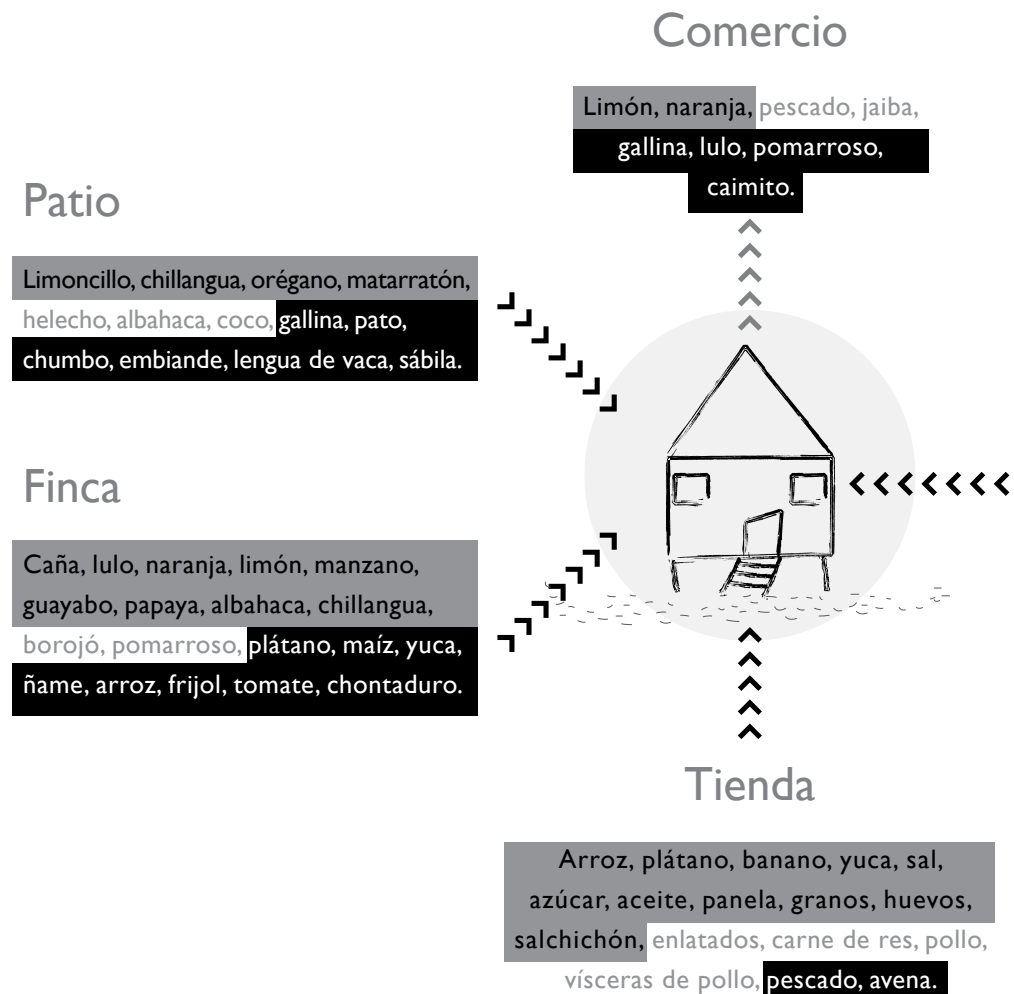 Comercio
Limón, naranja, pescado, jaiba,
gallina, lulo, pomarroso,
caimito.
Patio
Limoncillo, chillangua, orégano, matarratón,
helecho, albahaca, coco, gallina, pato,
chumbo, embiande, lengua de vaca, sábila.
Finca
Caña, lulo, naranja, limón, manzano,
guayabo, papaya, albahaca, chillangua,
borojó, pomarroso, plátano, maíz, yuca,
ñame, arroz, frijol, tomate, chontaduro.
Tienda
Arroz, plátano, banano, yuca, sal,
azúcar, aceite, panela, granos, huevos,
salchichón, enlatados, carne de res, pollo,
vísceras de pollo, pescado, avena.